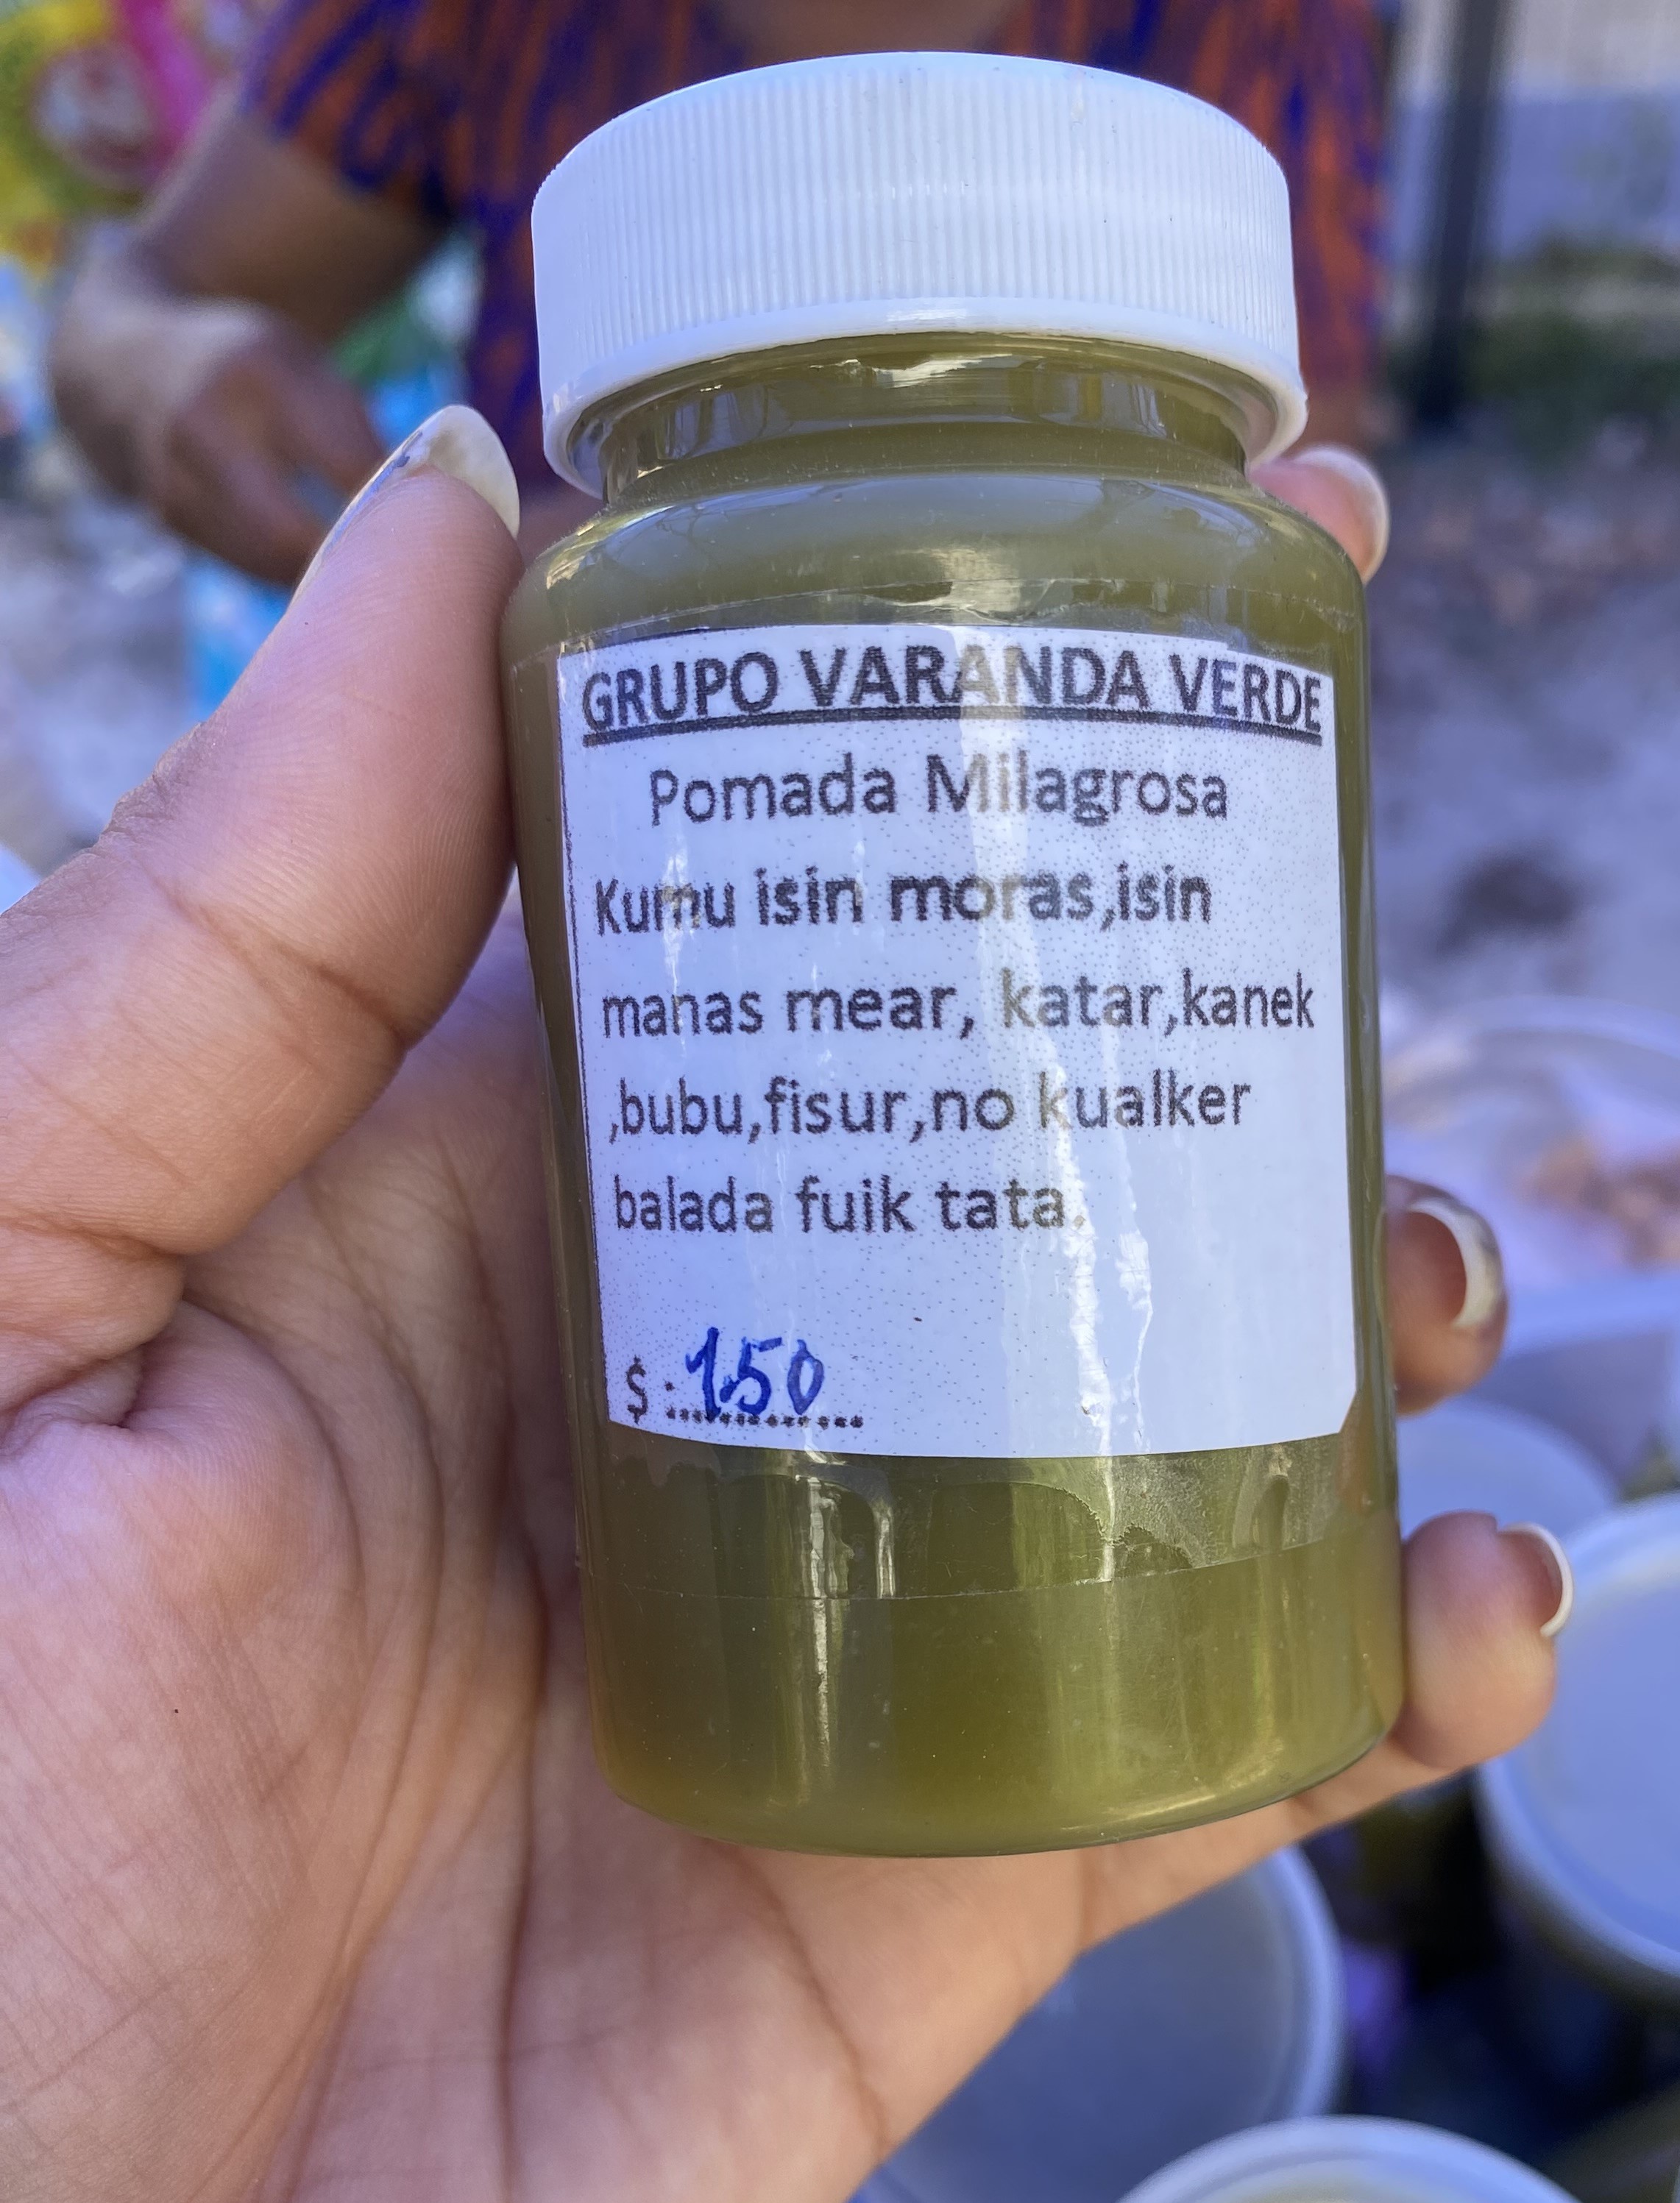 GRUPO VARANDA VERDE
Pomada Milagrosa
Kumu isin moras,isin
manas mear, katar,kanek
,bubu,fisur,no kualker
balada fuik tata.
$ :.150............